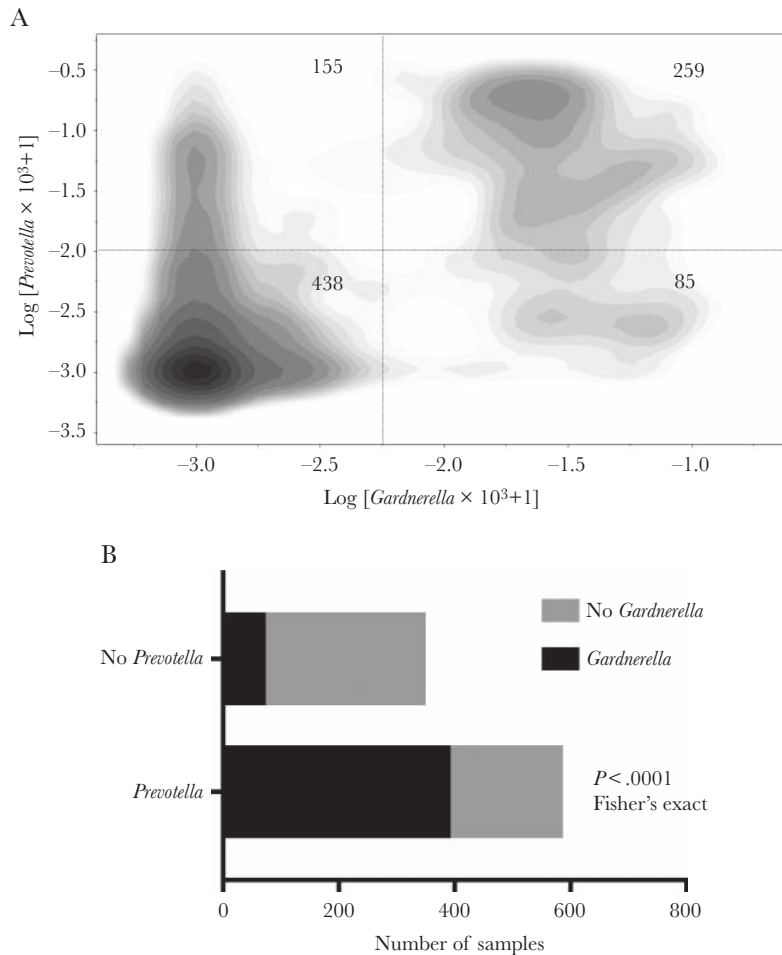 A
155
259
438
85
–0.5
–1.0
–1.5
–2.0
–2.5
–3.0
–3.5
Log [Prevotella × 10³+1]
–3.0 –2.5 –2.0 –1.5 –1.0
Log [Gardnerella × 10³+1]
B
No Gardnerella
Gardnerella
No Prevotella
Prevotella
P < .0001
Fisher’s exact
0 200 400 600 800
Number of samples